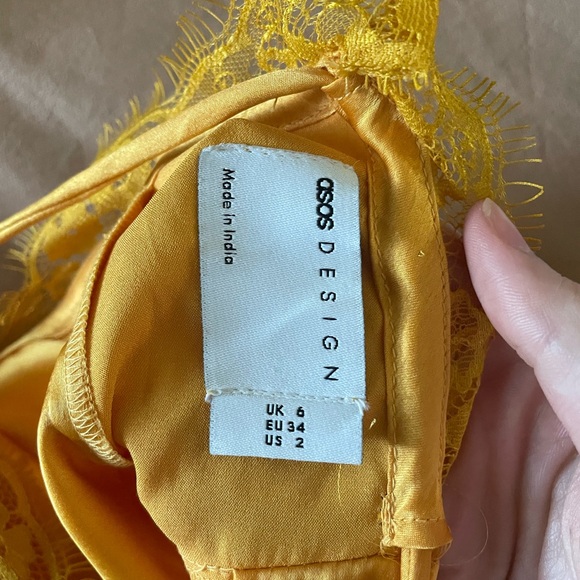 asos DESIGN
Made in India
UK 6
EU 34
US 2